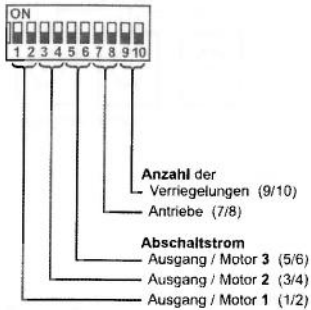 ON
1 2 3 4 5 6 7 8 9 10
Anzahl der
Verriegelungen (9/10)
Antriebe (7/8)
Abschaltstrom
Ausgang / Motor 3 (5/6)
Ausgang / Motor 2 (3/4)
Ausgang / Motor 1 (1/2)